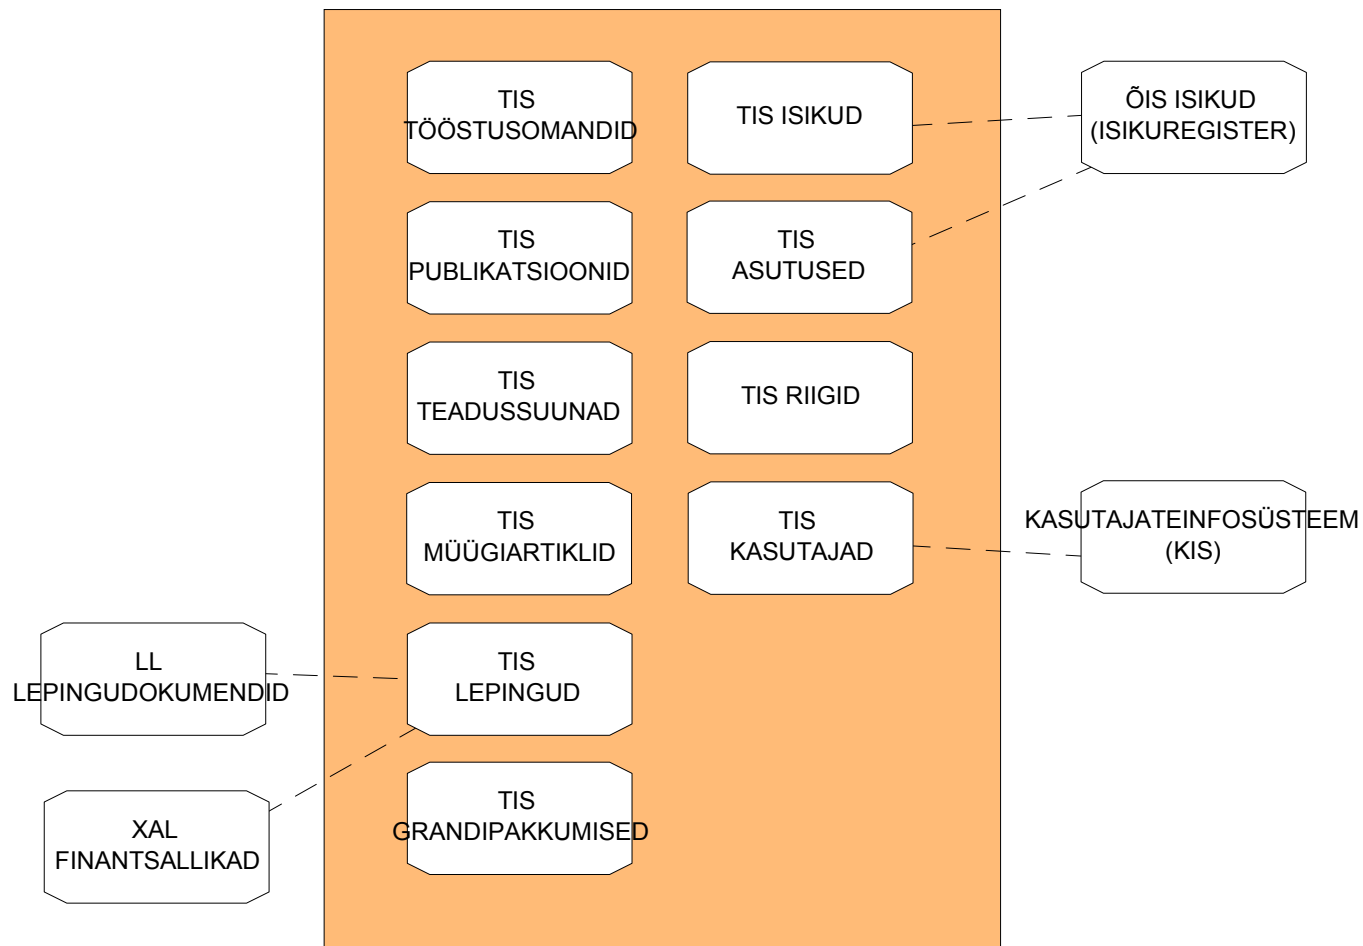 TIS
TÖÖSTUSOMANDID
TIS ISIKUD
ÕIS ISIKUD
(ISIKUREGISTER)
TIS
PUBLIKATSIOONID
TIS
ASUTUSED
TIS
TEADUSSUUNAD
TIS RIIGID
TIS
MÜÜGIARTIKLID
TIS
KASUTAJAD
KASUTAJATEINFOSÜSTEEM
(KIS)
LL
LEPINGUDOKUMENDID
TIS
LEPINGUD
XAL
FINANTSALLIKAD
TIS
GRANDIPAKKUMISED